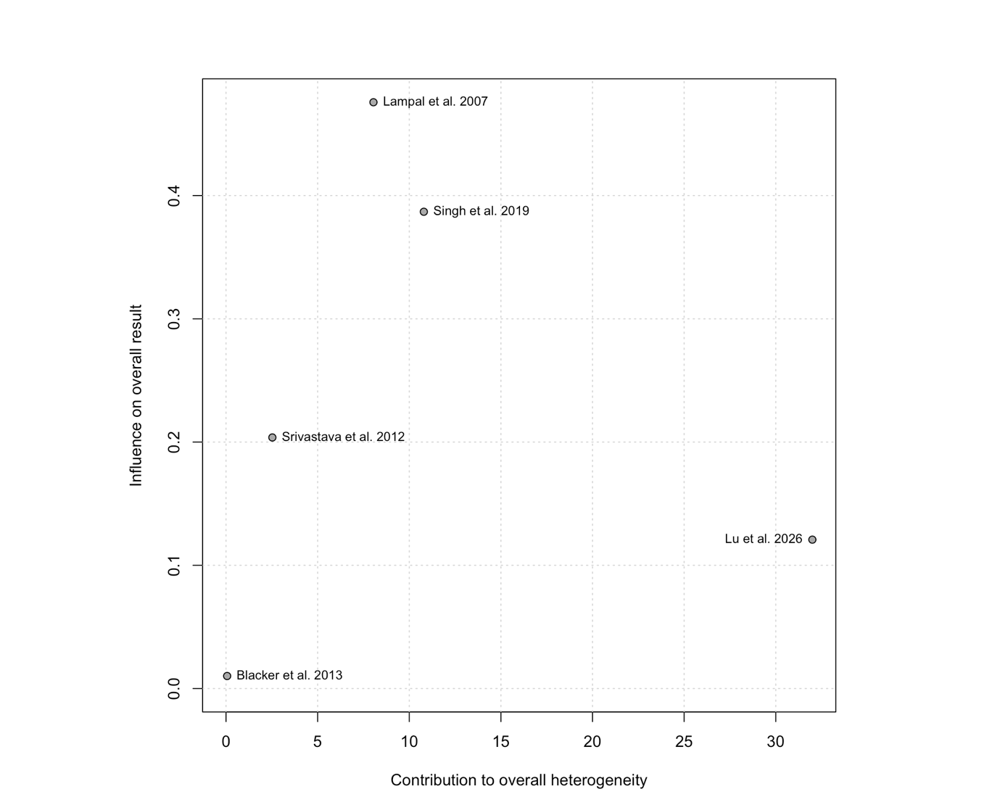 Lampal et al. 2007
0.4
Singh et al. 2019
0.3
Influence on overall result
0.2
Srivastava et al. 2012
Lu et al. 2026
0.1
Blacker et al. 2013
0.0
0 5 10 15 20 25 30
Contribution to overall heterogeneity